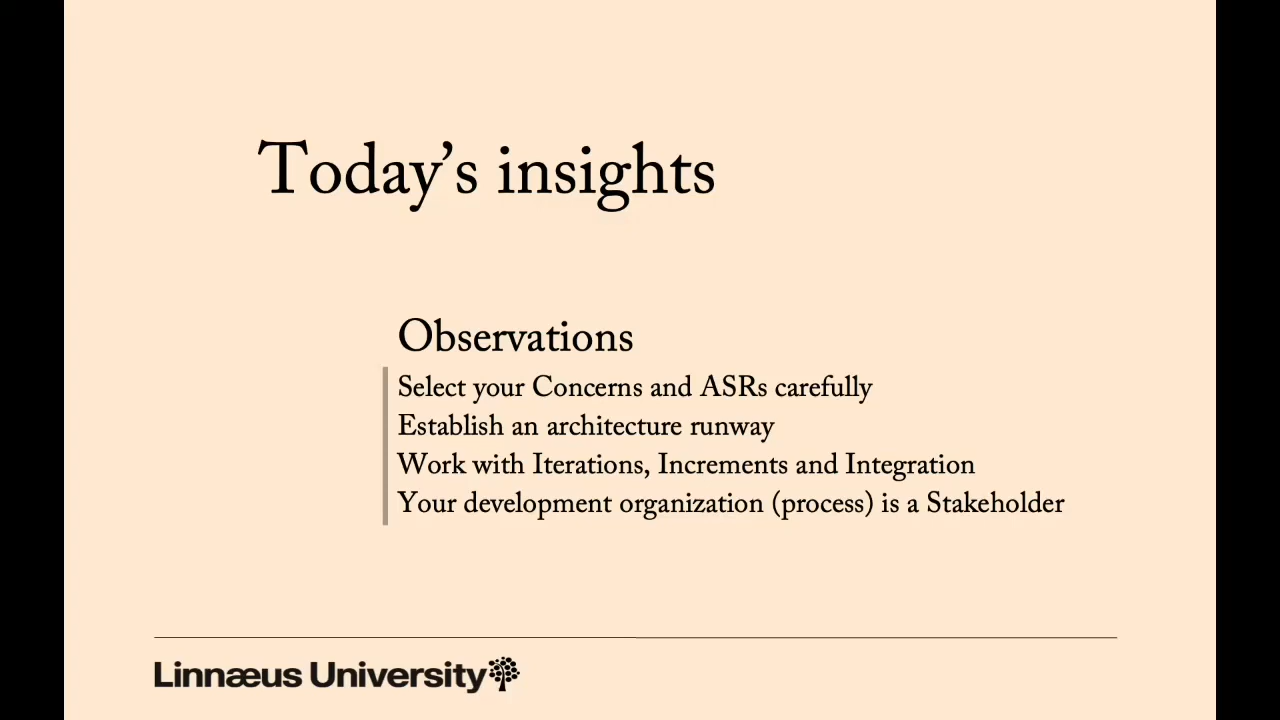 Today’s insights
Observations
Select your Concerns and ASRs carefully
Establish an architecture runway
Work with Iterations, Increments and Integration
Your development organization (process) is a Stakeholder
Linnæus University